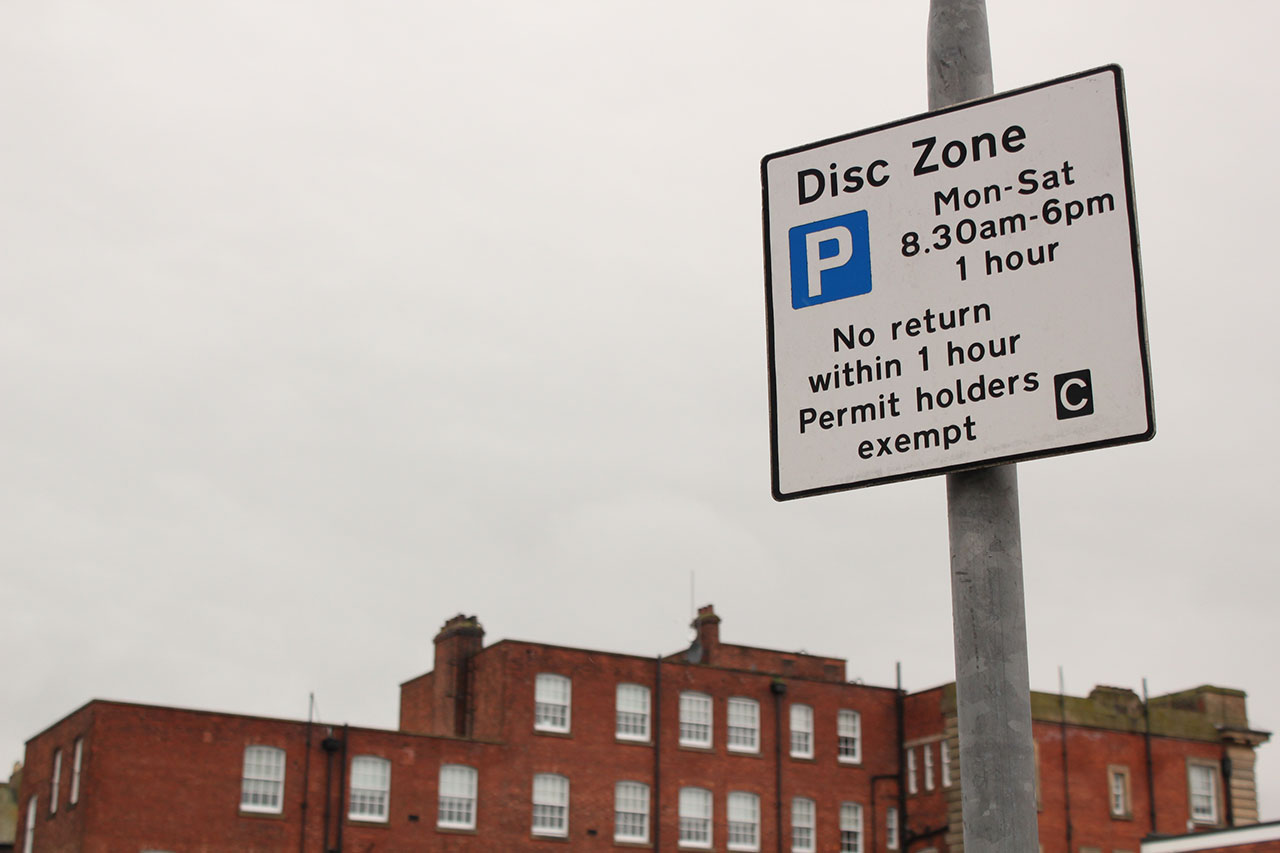 Disc Zone
P
Mon-Sat
8.30am-6pm
1 hour
No return
within 1 hour
Permit holders
exempt
C